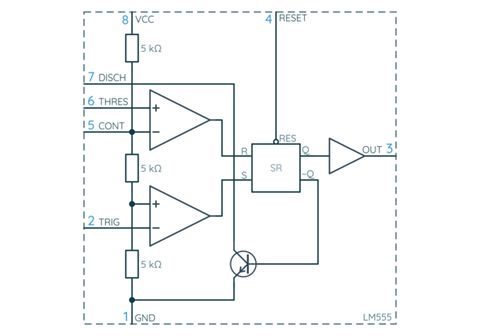 8 VCC
4 RESET
5 kΩ
7 DISCH
6 THRES
+
5 CONT
−
RES
R
Q
OUT 3
SR
5 kΩ
S
~Q
+
2 TRIG
−
5 kΩ
1 GND
LM555